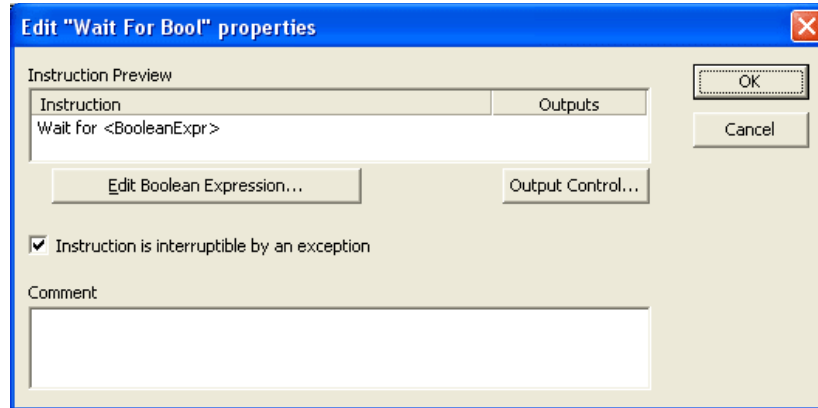 Edit "Wait For Bool" properties
Instruction Preview
Instruction Outputs
Wait for <BooleanExpr>
Edit Boolean Expression...
Output Control...
OK
Cancel
Instruction is interruptible by an exception
Comment